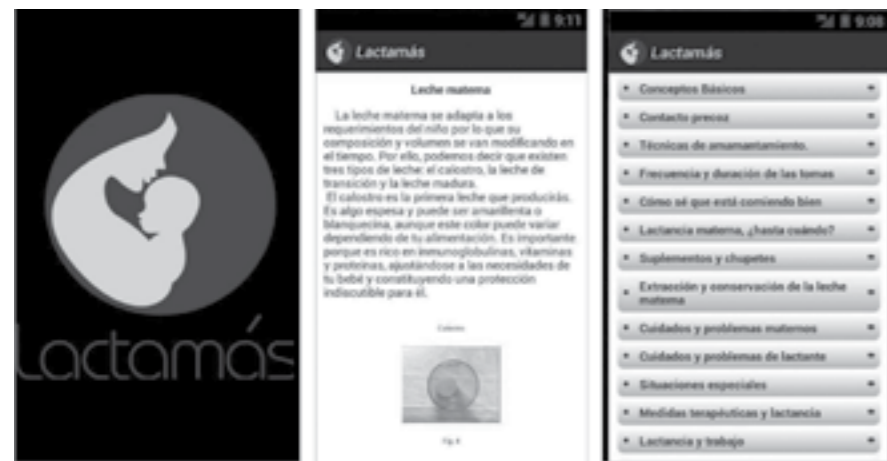 Lactamás
9:11
Lactamás
Leche materna
La leche materna se adapta a los
requerimientos del niño por lo que su
composición y volumen se van modificando en
el tiempo. Por ello, podemos decir que existen
tres tipos de leche: el calostro, la leche de
transición y la leche madura.
El calostro es la primera leche que producirás.
Es algo espesa y puede ser amarillenta o
blanquecina, aunque este color puede variar
dependiendo de tu alimentación. Es importante
porque es rico en inmunoglobulinas, vitaminas
y proteinas, ajustándose a las necesidades de
tu bebé y constituyendo una protección
indiscutible para él.
Calostro
9:08
Lactamás
Conceptos Básicos
Contacto precoz
Técnicas de amamantamiento.
Frecuencia y duración de las tomas
Cómo sé que está comiendo bien
Lactancia materna, ¿hasta cuándo?
Suplementos y chupetes
Extracción y conservación de la leche
materna
Cuidados y problemas maternos
Cuidados y problemas de lactante
Situaciones especiales
Medidas terapéuticas y lactancia
Lactancia y trabajo